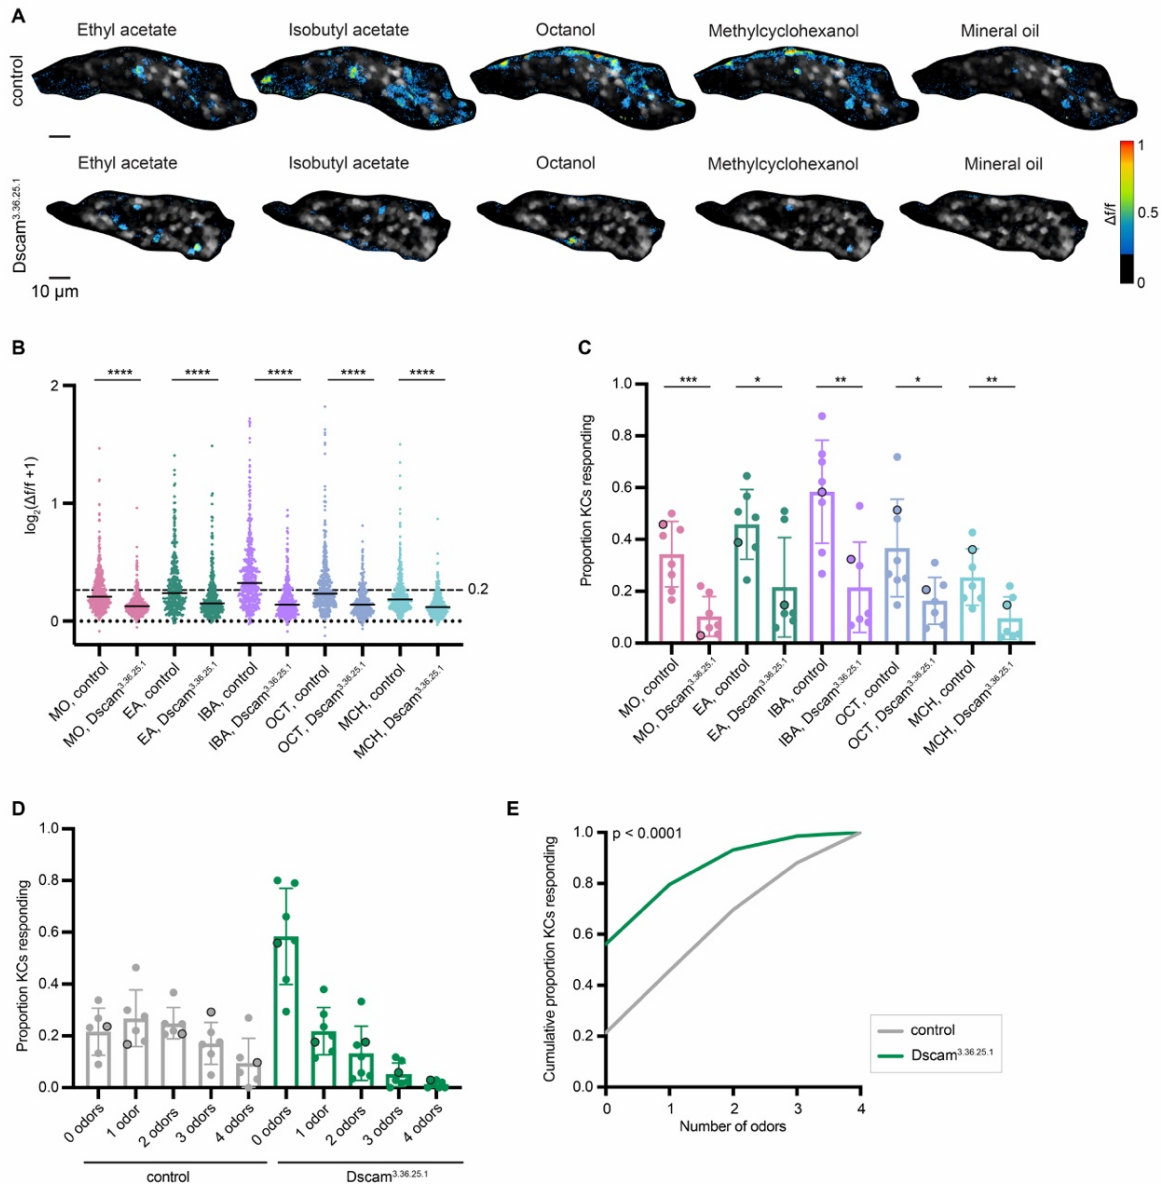 A
Ethyl acetate Isobutyl acetate Octanol Methylcyclohexanol Mineral oil
control
Ethyl acetate Isobutyl acetate Octanol Methylcyclohexanol Mineral oil
Dscam3.36.25.1
10 µm
1
0.5
0
Δf/f
B
**** **** **** **** ****
2
1
0
log2(Δf/f +1)
0.2
MO, control
MO, Dscam3.36.25.1
EA, control
EA, Dscam3.36.25.1
IBA, control
IBA, Dscam3.36.25.1
OCT, control
OCT, Dscam3.36.25.1
MCH, control
MCH, Dscam3.36.25.1
C
*** * ** * **
1.0
0.8
0.6
0.4
0.2
0.0
Proportion KCs responding
MO, control
MO, Dscam3.36.25.1
EA, control
EA, Dscam3.36.25.1
IBA, control
IBA, Dscam3.36.25.1
OCT, control
OCT, Dscam3.36.25.1
MCH, control
MCH, Dscam3.36.25.1
D
1.0
0.8
0.6
0.4
0.2
0.0
Proportion KCs responding
0 odors
1 odor
2 odors
3 odors
4 odors
0 odors
1 odor
2 odors
3 odors
4 odors
control Dscam3.36.25.1
E
p < 0.0001
1.0
0.8
0.6
0.4
0.2
0.0
Cumulative proportion KCs responding
0 1 2 3 4
Number of odors
control
Dscam3.36.25.1